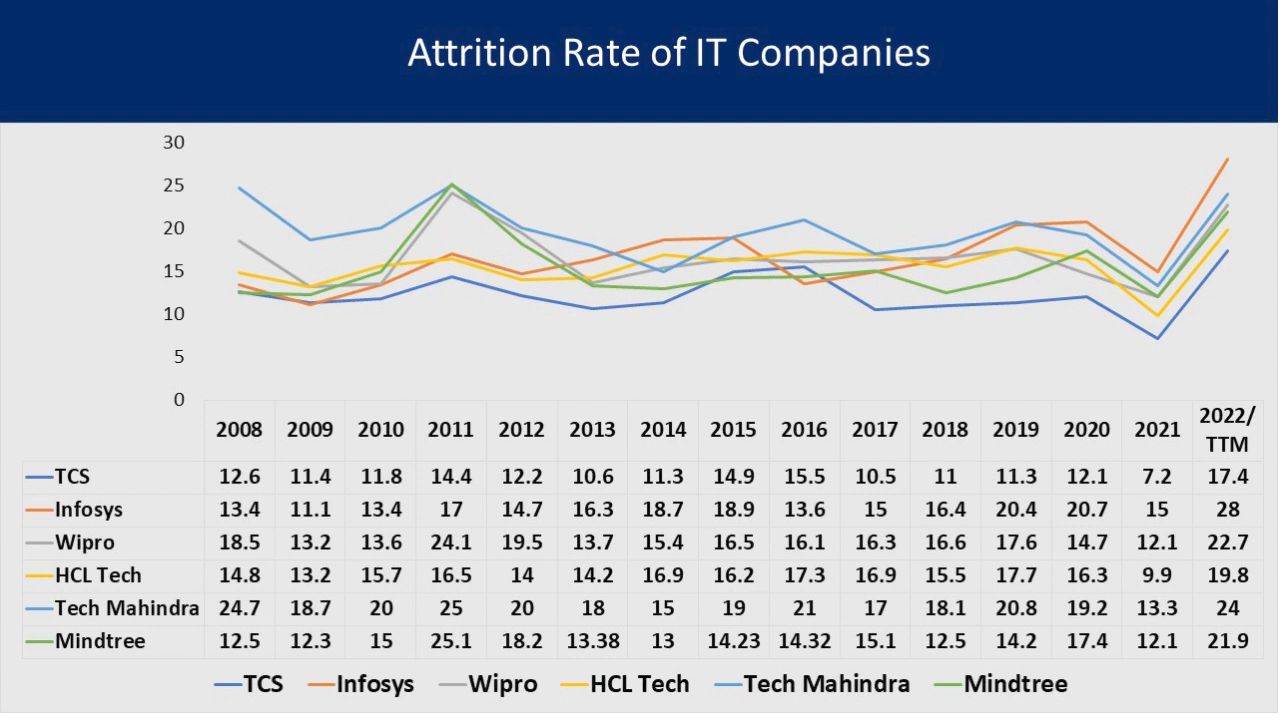 Attrition Rate of IT Companies
30
25
20
15
10
5
0
2008 2009 2010 2011 2012 2013 2014 2015 2016 2017 2018 2019 2020 2021 2022/
TTM
TCS 12.6 11.4 11.8 14.4 12.2 10.6 11.3 14.9 15.5 10.5 11 11.3 12.1 7.2 17.4
Infosys 13.4 11.1 13.4 17 14.7 16.3 18.7 18.9 13.6 15 16.4 20.4 20.7 15 28
Wipro 18.5 13.2 13.6 24.1 19.5 13.7 15.4 16.5 16.1 16.3 16.6 17.6 14.7 12.1 22.7
HCL Tech 14.8 13.2 15.7 16.5 14 14.2 16.9 16.2 17.3 16.9 15.5 17.7 16.3 9.9 19.8
Tech Mahindra 24.7 18.7 20 25 20 18 15 19 21 17 18.1 20.8 19.2 13.3 24
Mindtree 12.5 12.3 15 25.1 18.2 13.38 13 14.23 14.32 15.1 12.5 14.2 17.4 12.1 21.9
TCS Infosys Wipro HCL Tech Tech Mahindra Mindtree